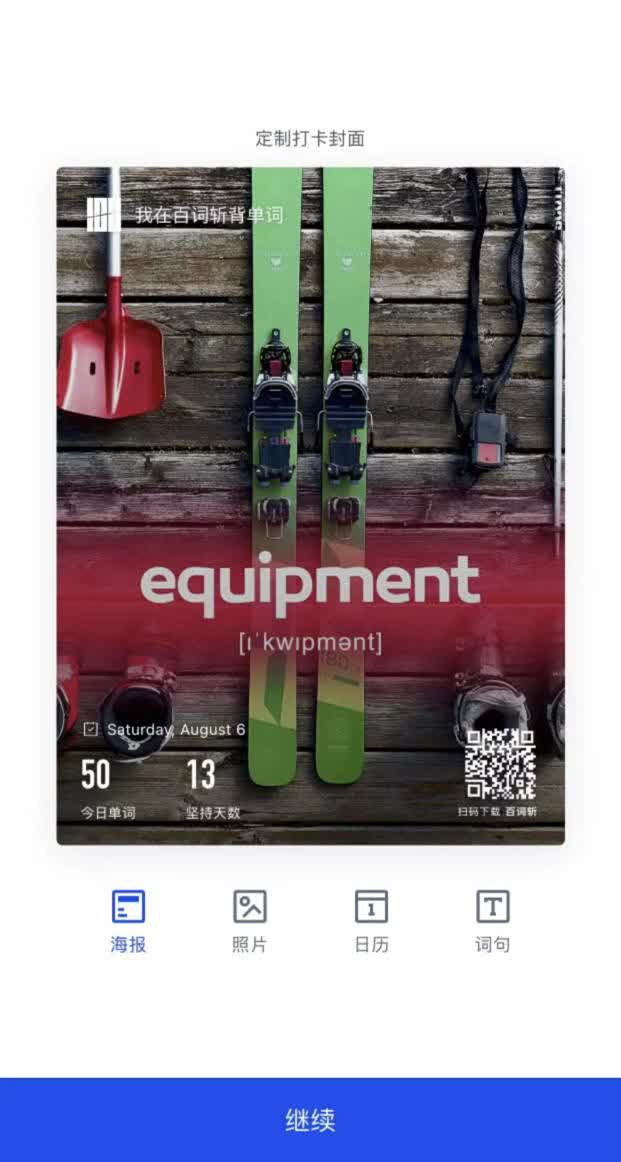 定制打卡封面
我在百词斩背单词
equipment
[ɪˈkwɪpmənt]
Saturday, August 6
50
13
今日单词
坚持天数
扫码下载 百词斩
海报
照片
日历
词句
继续